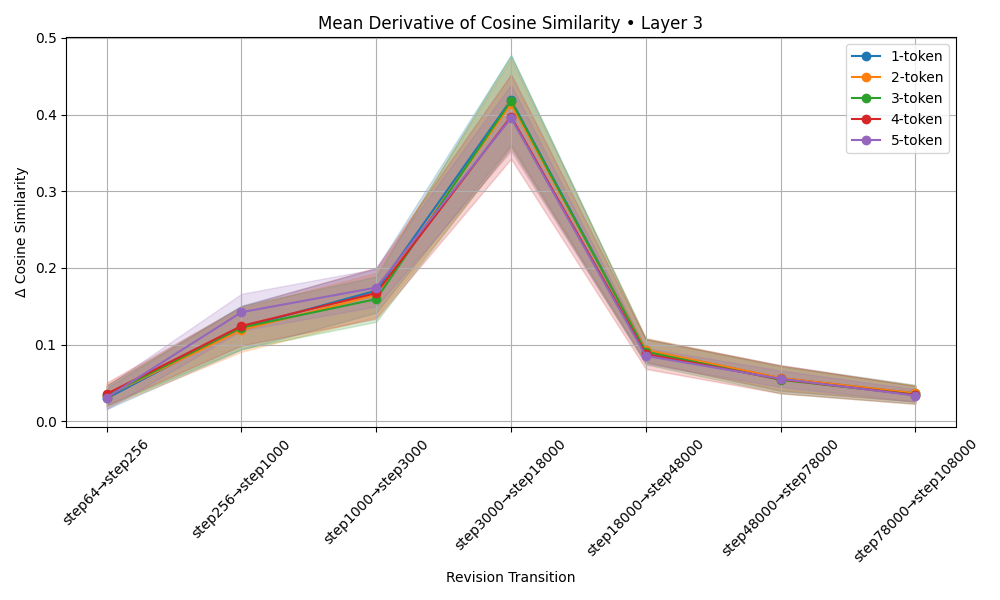 Mean Derivative of Cosine Similarity • Layer 3
Δ Cosine Similarity
0.5
0.4
0.3
0.2
0.1
0.0
1-token
2-token
3-token
4-token
5-token
step64→step256
step256→step1000
step1000→step3000
step3000→step18000
step18000→step48000
step48000→step78000
step78000→step108000
Revision Transition